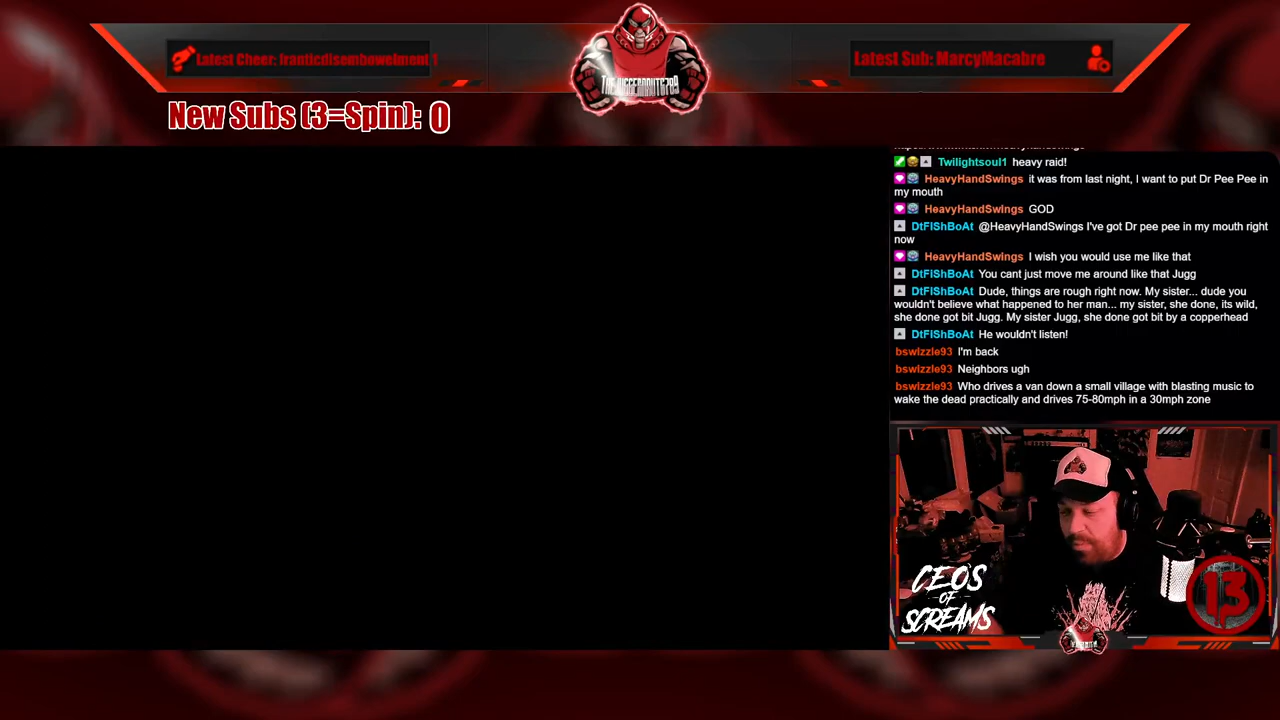 Latest Cheer: franticdisembowelment 1
THEJUGGERNAUT6789
Latest Sub: MarcyMacabre
New Subs (3=Spin): 0
Twilightsoul1 heavy raid!
HeavyHandSwings it was from last night, I want to put Dr Pee Pee in
my mouth
HeavyHandSwings GOD
DtFIShBoAt @HeavyHandSwings I've got Dr pee pee in my mouth right
now
HeavyHandSwings I wish you would use me like that
DtFIShBoAt You cant just move me around like that Jugg
DtFIShBoAt Dude, things are rough right now. My sister... dude you
wouldn't believe what happened to her man... my sister, she done, its wild,
she done got bit Jugg. My sister Jugg, she done got bit by a copperhead
DtFIShBoAt He wouldn't listen!
bswizzle93 I'm back
bswizzle93 Neighbors ugh
bswizzle93 Who drives a van down a small village with blasting music to
wake the dead practically and drives 75-80mph in a 30mph zone
CEOS
OF
SCREAMS
13